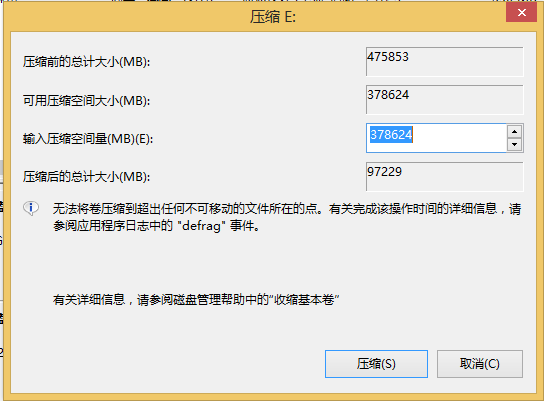 压缩 E:
压缩前的总计大小(MB):
475853
可用压缩空间大小(MB):
378624
输入压缩空间量(MB)(E):
378624
压缩后的总计大小(MB):
97229
无法将卷压缩到超出任何不可移动的文件所在的点。有关完成该操作时间的详细信息，请
参阅应用程序日志中的 "defrag" 事件。
有关详细信息，请参阅磁盘管理帮助中的“收缩基本卷”
压缩(S)
取消(C)